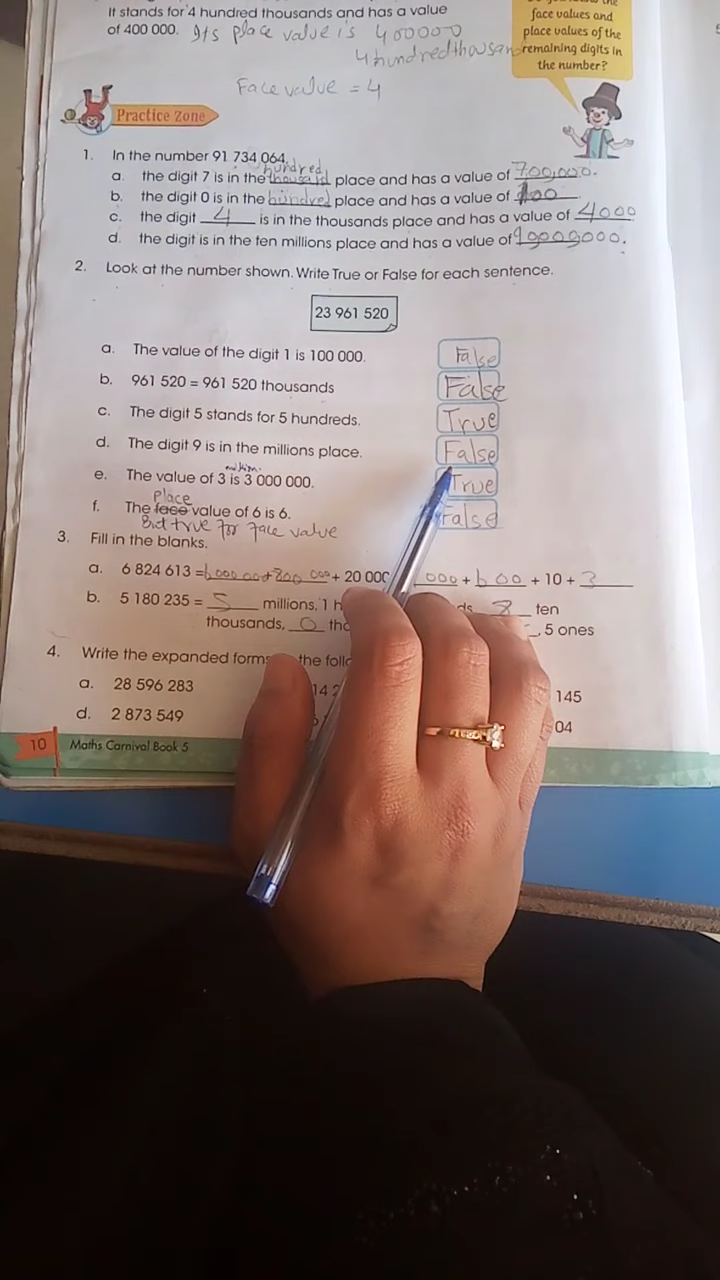 It stands for 4 hundred thousands and has a value
of 400 000. Its place value is 400000
4 hundred thousand
Face value = 4
face values and
place values of the
remaining digits in
the number?
Practice Zone
1. In the number 91 734 064,
hundred
a. the digit 7 is in the thousand place and has a value of 700,000.
b. the digit 0 is in the hundred place and has a value of 100
c. the digit 4 is in the thousands place and has a value of 4000
d. the digit is in the ten millions place and has a value of
2. Look at the number shown. Write True or False for each sentence.
23 961 520
a. The value of the digit 1 is 100 000. False
b. 961 520 = 961 520 thousands False
c. The digit 5 stands for 5 hundreds. True
d. The digit 9 is in the millions place. False
e. The value of 3 is 3 000 000. True
Place
f. The face value of 6 is 6. False
But true for face value
3. Fill in the blanks.
a. 6 824 613 = + 20 000 + 600 + 10 + 3
b. 5 180 235 = 5 millions, 1 8 ten
thousands, 0 , 5 ones
4. Write the expanded form
a. 28 596 283 145
d. 2 873 549 04
10 Maths Carnival Book 5